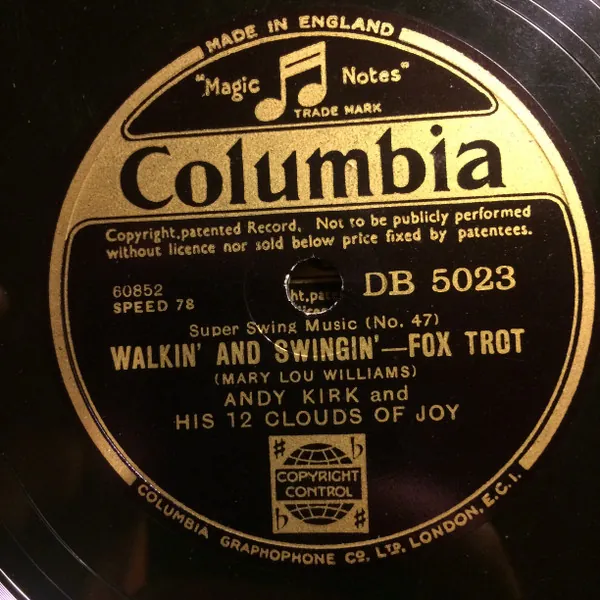 MADE IN ENGLAND
"Magic Notes"
TRADE MARK
Columbia
Copyright, patented Record. Not to be publicly performed
without licence nor sold below price fixed by patentees.
60852
SPEED 78
DB 5023
Super Swing Music (No. 47)
WALKIN' AND SWINGIN'—FOX TROT
(MARY LOU WILLIAMS)
ANDY KIRK and
HIS 12 CLOUDS OF JOY
COPYRIGHT
CONTROL
COLUMBIA GRAPHOPHONE CO. LTD. LONDON, E.C.1.